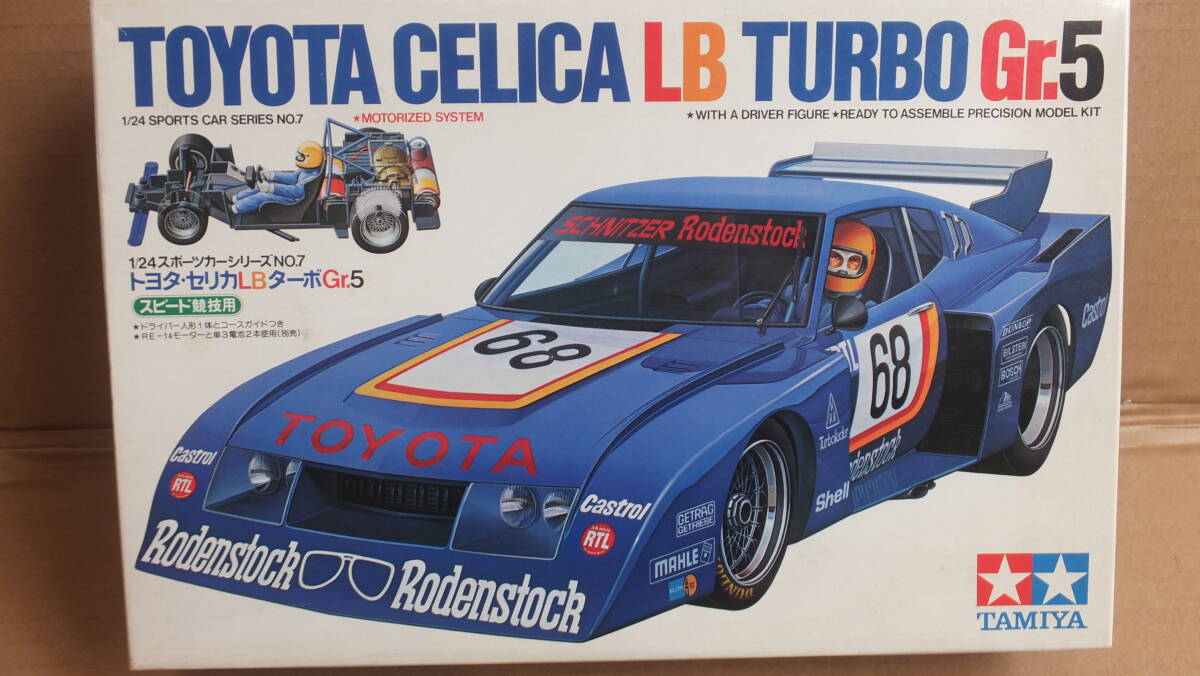 TOYOTA CELICA LB TURBO Gr.5
1/24 SPORTS CAR SERIES NO.7
★MOTORIZED SYSTEM
★WITH A DRIVER FIGURE ★READY TO ASSEMBLE PRECISION MODEL KIT
1/24スポーツカーシリーズNO.7
トヨタ・セリカLBターボGr.5
スピード競技用
★ドライバー人形1体とコースガイドつき
★RE-14モーターと単3電池2本使用(別売)
SCHNITZER Rodenstock
68
68
TOYOTA
Turbolader
Rodenstock
Shell
DUNLOP
BILSTEIN
BOSCH
Castrol
Castrol
RTL
Castrol
RTL
GETRAG
GETRIEBE
MAHLE
DUNLOP
Rodenstock
Rodenstock
TAMIYA